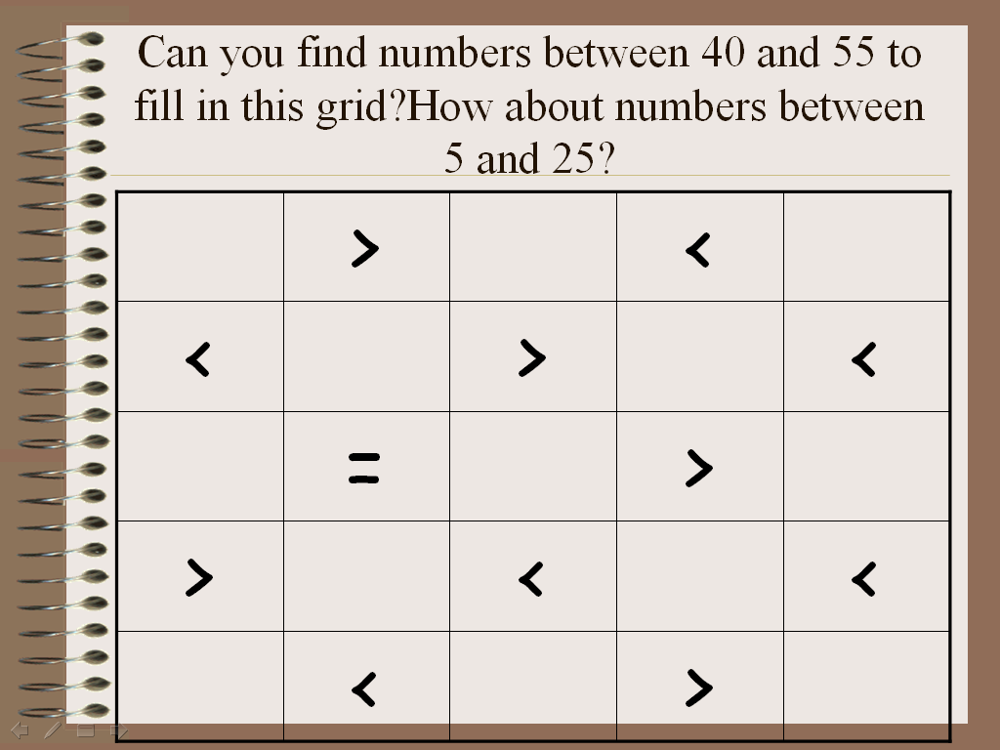 Can you find numbers between 40 and 55 to
fill in this grid?How about numbers between
5 and 25?
> <
< > <
= >
> < <
< >